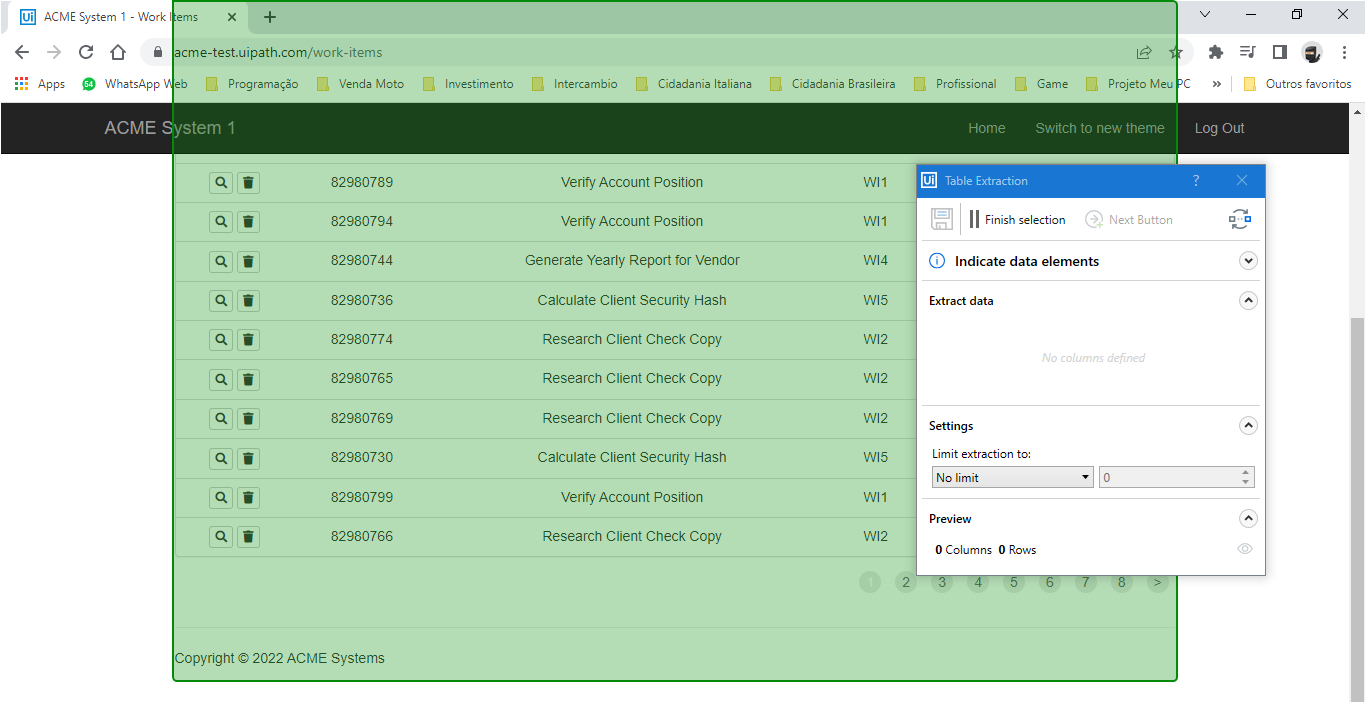 Ui ACME System 1 - Work Items
acme-test.uipath.com/work-items
Apps
54 WhatsApp Web
Programação
Venda Moto
Investimento
Intercambio
Cidadania Italiana
Cidadania Brasileira
Profissional
Game
Projeto Meu PC
»
Outros favoritos
ACME System 1
Home
Switch to new theme
Log Out
82980789 Verify Account Position WI1
82980794 Verify Account Position WI1
82980744 Generate Yearly Report for Vendor WI4
82980736 Calculate Client Security Hash WI5
82980774 Research Client Check Copy WI2
82980765 Research Client Check Copy WI2
82980769 Research Client Check Copy WI2
82980730 Calculate Client Security Hash WI5
82980799 Verify Account Position WI1
82980766 Research Client Check Copy WI2
1 2 3 4 5 6 7 8 >
Copyright © 2022 ACME Systems
Ui Table Extraction ?
Finish selection
Next Button
Indicate data elements
Extract data
No columns defined
Settings
Limit extraction to:
No limit 0
Preview
0 Columns 0 Rows